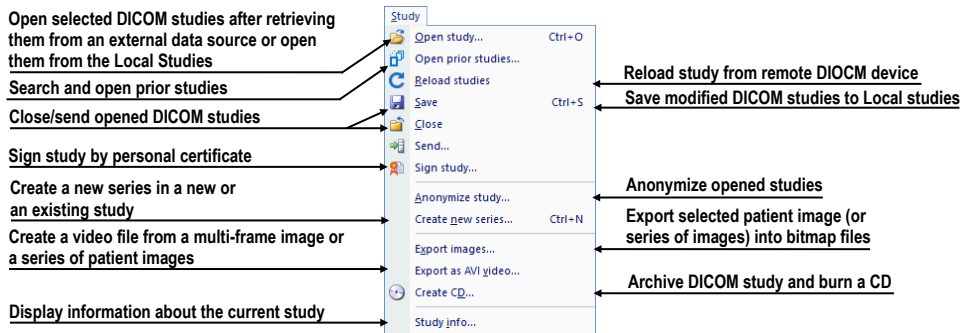 Open selected DICOM studies after retrieving
them from an external data source or open
them from the Local Studies
Search and open prior studies
Close/send opened DICOM studies
Sign study by personal certificate
Create a new series in a new or
an existing study
Create a video file from a multi-frame image or
a series of patient images
Display information about the current study
Study
Open study... Ctrl+O
Open prior studies...
Reload studies
Save Ctrl+S
Close
Send...
Sign study...
Anonymize study...
Create new series... Ctrl+N
Export images...
Export as AVI video...
Create CD...
Study info...
Reload study from remote DIOCM device
Save modified DICOM studies to Local studies
Anonymize opened studies
Export selected patient image (or
series of images) into bitmap files
Archive DICOM study and burn a CD